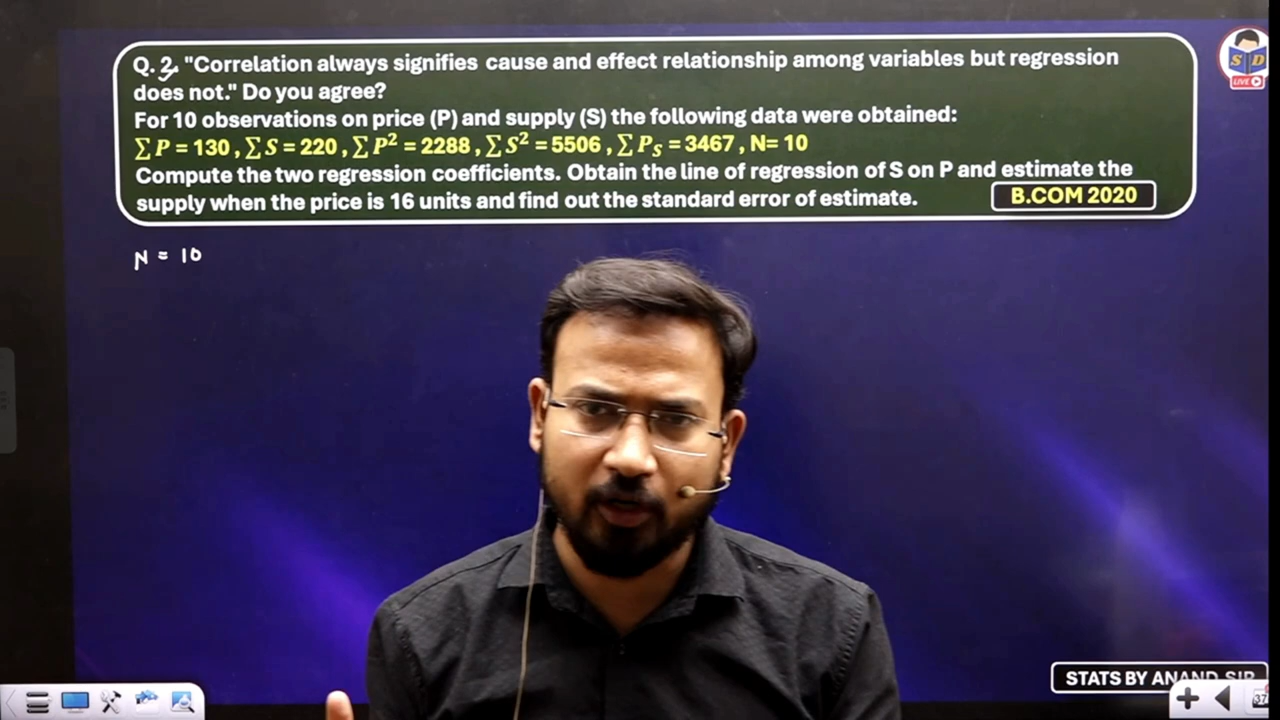 Q. 2. "Correlation always signifies cause and effect relationship among variables but regression
does not." Do you agree?
For 10 observations on price (P) and supply (S) the following data were obtained:
∑P = 130, ∑S = 220, ∑P² = 2288, ∑S² = 5506, ∑Pₛ = 3467, N= 10
Compute the two regression coefficients. Obtain the line of regression of S on P and estimate the
supply when the price is 16 units and find out the standard error of estimate.
B.COM 2020
S D
LIVE
N = 10
STATS BY ANAND SIR
37